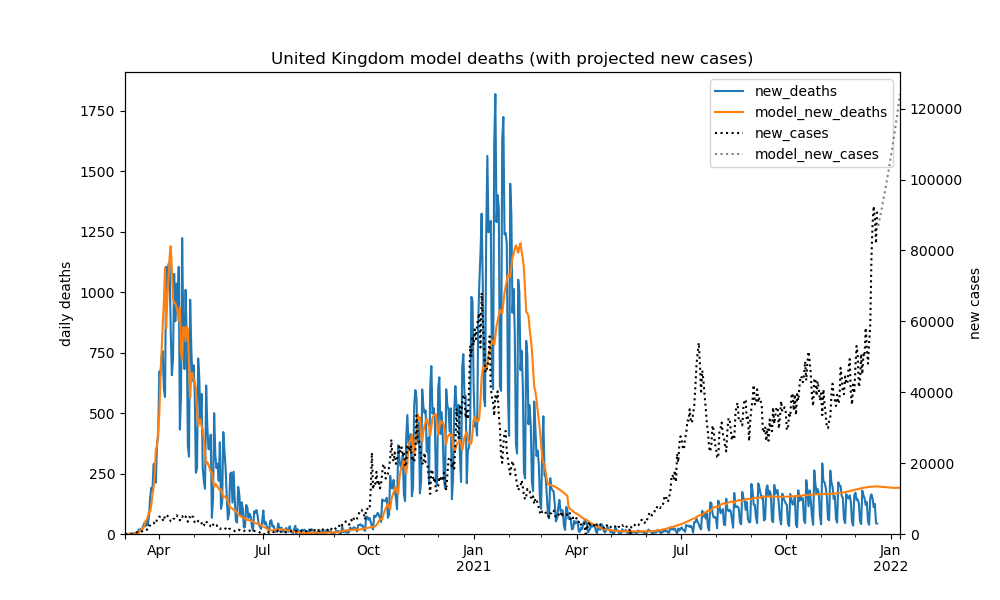 United Kingdom model deaths (with projected new cases)
new_deaths
model_new_deaths
new_cases
model_new_cases
daily deaths
new cases
1750
1500
1250
1000
750
500
250
0
120000
100000
80000
60000
40000
20000
0
Apr
Jul
Oct
Jan
2021
Apr
Jul
Oct
Jan
2022